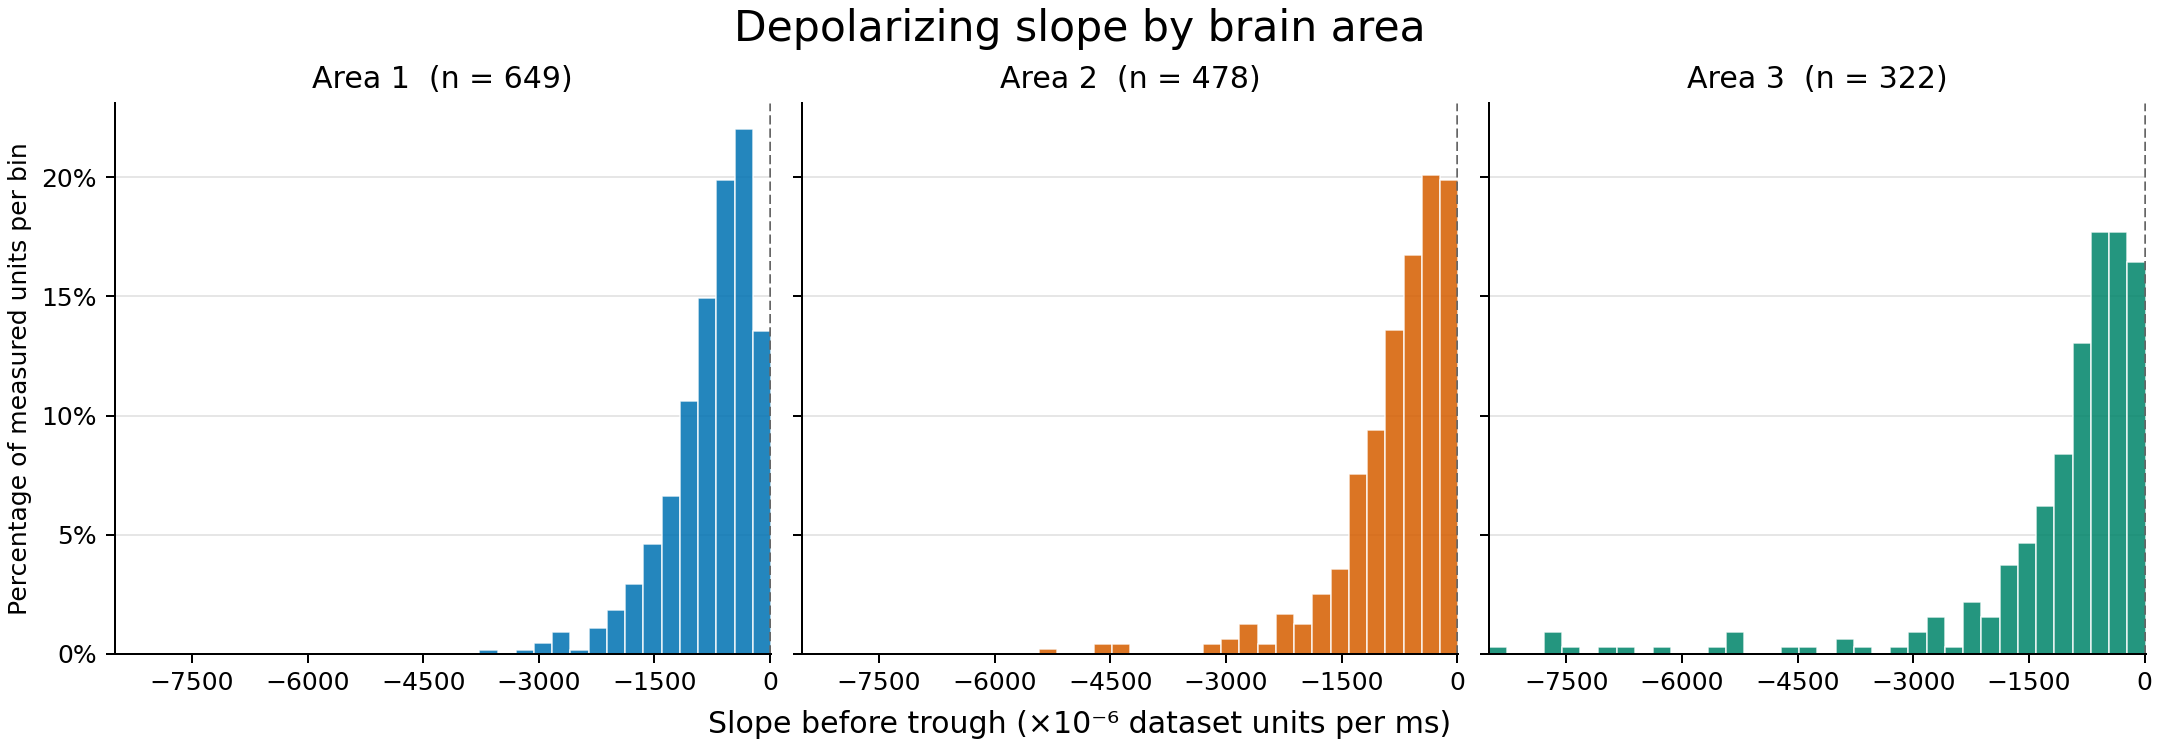 Depolarizing slope by brain area
Area 1  (n = 649)
Area 2  (n = 478)
Area 3  (n = 322)
Percentage of measured units per bin
20%
15%
10%
5%
0%
−7500 −6000 −4500 −3000 −1500 0
−7500 −6000 −4500 −3000 −1500 0
−7500 −6000 −4500 −3000 −1500 0
Slope before trough (×10⁻⁶ dataset units per ms)